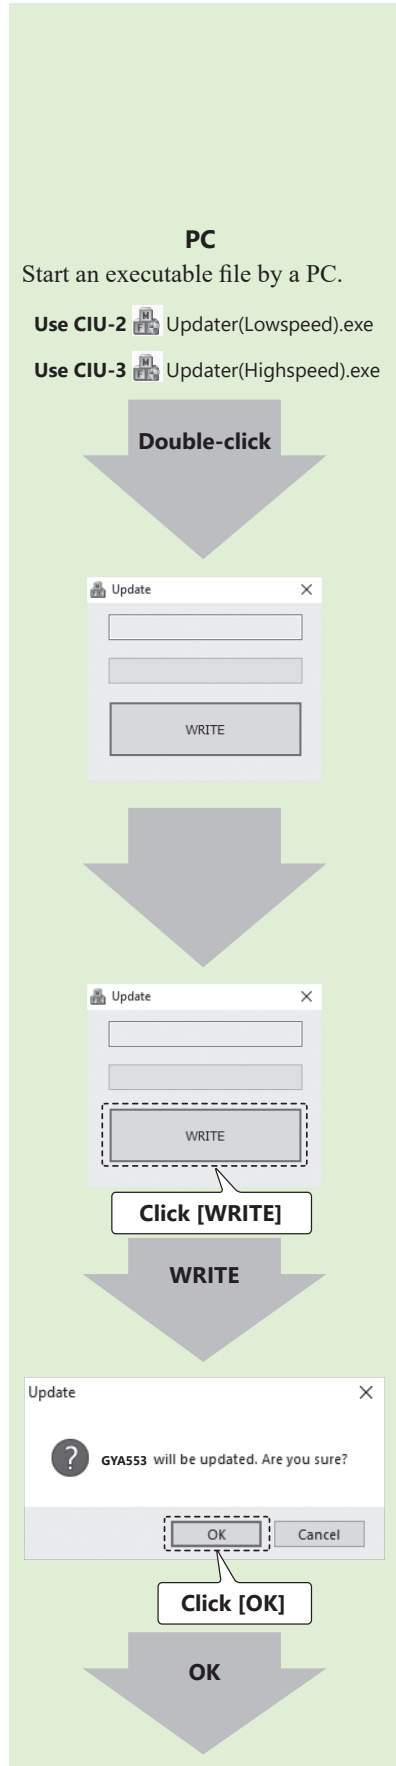 PC
Start an executable file by a PC.
Use CIU-2 Updater(Lowspeed).exe
Use CIU-3 Updater(Highspeed).exe
Double-click
Update
WRITE
Update
WRITE
Click [WRITE]
WRITE
Update
GYA553 will be updated. Are you sure?
OK Cancel
Click [OK]
OK